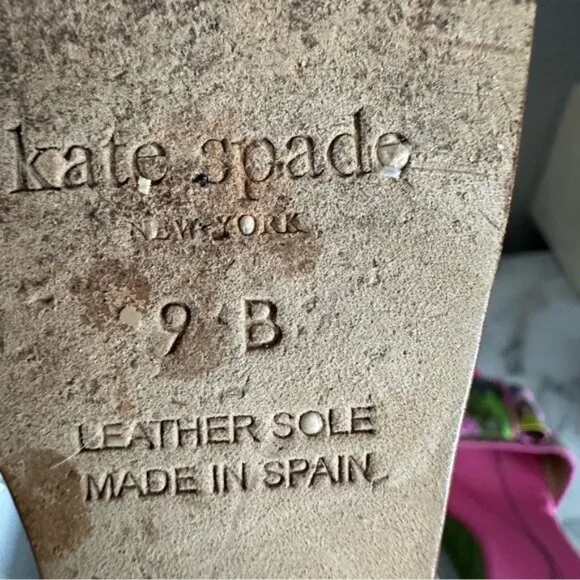 kate spade
NEW YORK
9 B
LEATHER SOLE
MADE IN SPAIN